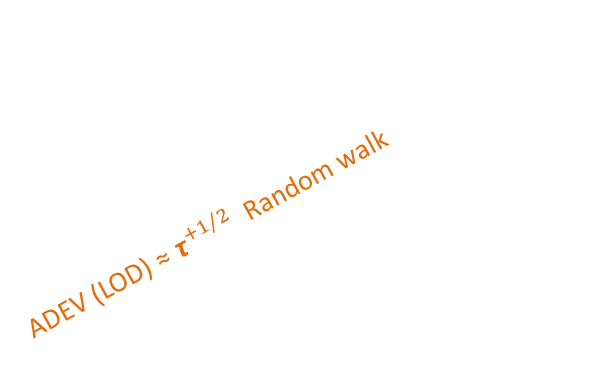 ADEV (LOD) ≈ τ^{+1/2} Random walk